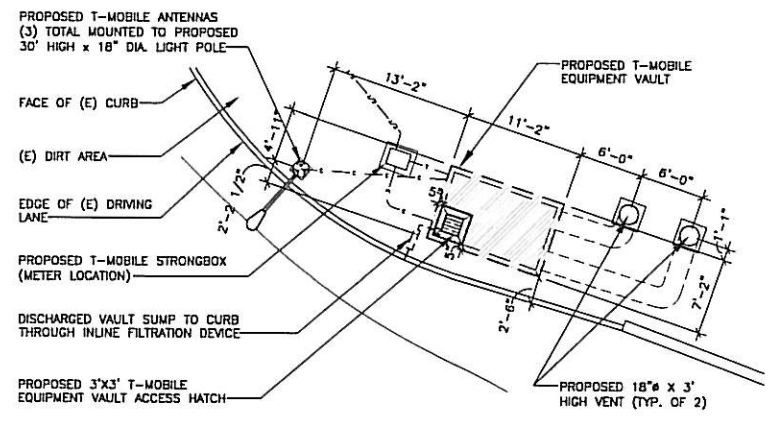 PROPOSED T-MOBILE ANTENNAS
(3) TOTAL MOUNTED TO PROPOSED
30' HIGH x 18" DIA. LIGHT POLE
FACE OF (E) CURB
(E) DIRT AREA
EDGE OF (E) DRIVING
LANE
PROPOSED T-MOBILE STRONGBOX
(METER LOCATION)
DISCHARGED VAULT SUMP TO CURB
THROUGH INLINE FILTRATION DEVICE
PROPOSED 3'X3' T-MOBILE
EQUIPMENT VAULT ACCESS HATCH
PROPOSED T-MOBILE
EQUIPMENT VAULT
13'-2"
11'-2"
6'-0"
6'-0"
4'-11"
2'-2 1/2"
5"
5"
2'-6"
1'-1"
7'-2"
PROPOSED 18"ø X 3'
HIGH VENT (TYP. OF 2)